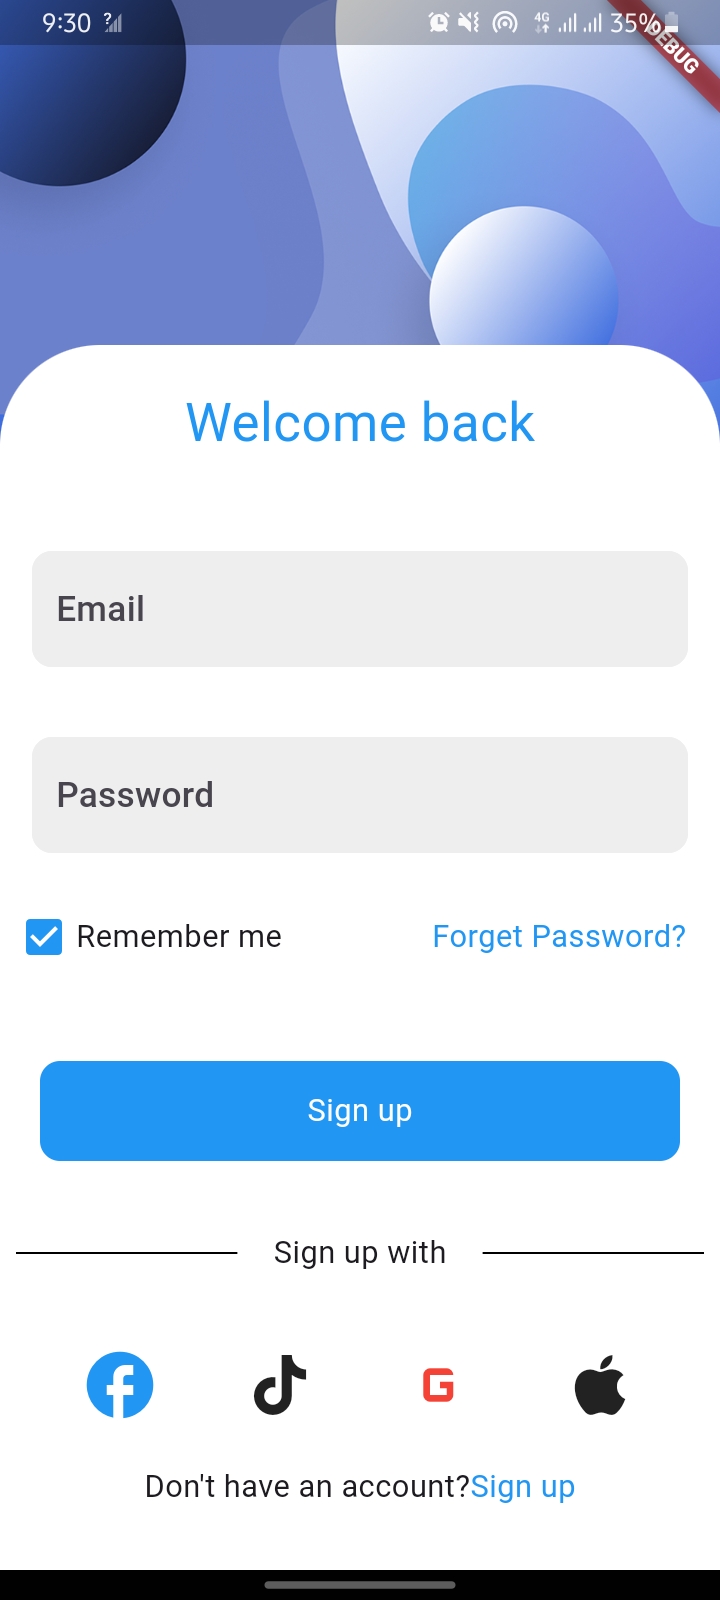 9:30 ? 4G 35%
DEBUG
Welcome back
Email
Password
Remember me Forget Password?
Sign up
Sign up with
G
Don't have an account?Sign up